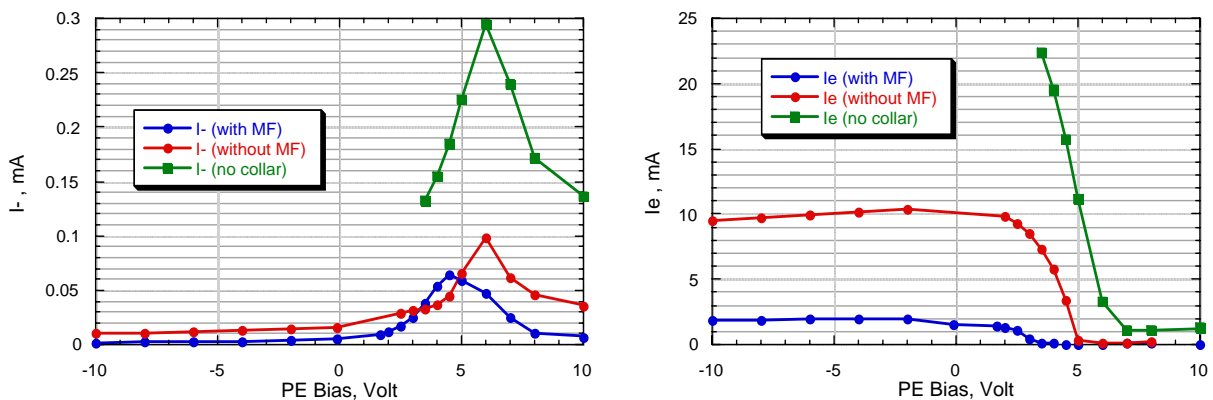 0.3
0.25
0.2
0.15
0.1
0.05
0
I- , mA
I- (with MF)
I- (without MF)
I- (no collar)
-10
-5
0
5
10
PE Bias, Volt
25
20
15
10
5
0
Ie , mA
Ie (with MF)
Ie (without MF)
Ie (no collar)
-10
-5
0
5
10
PE Bias, Volt